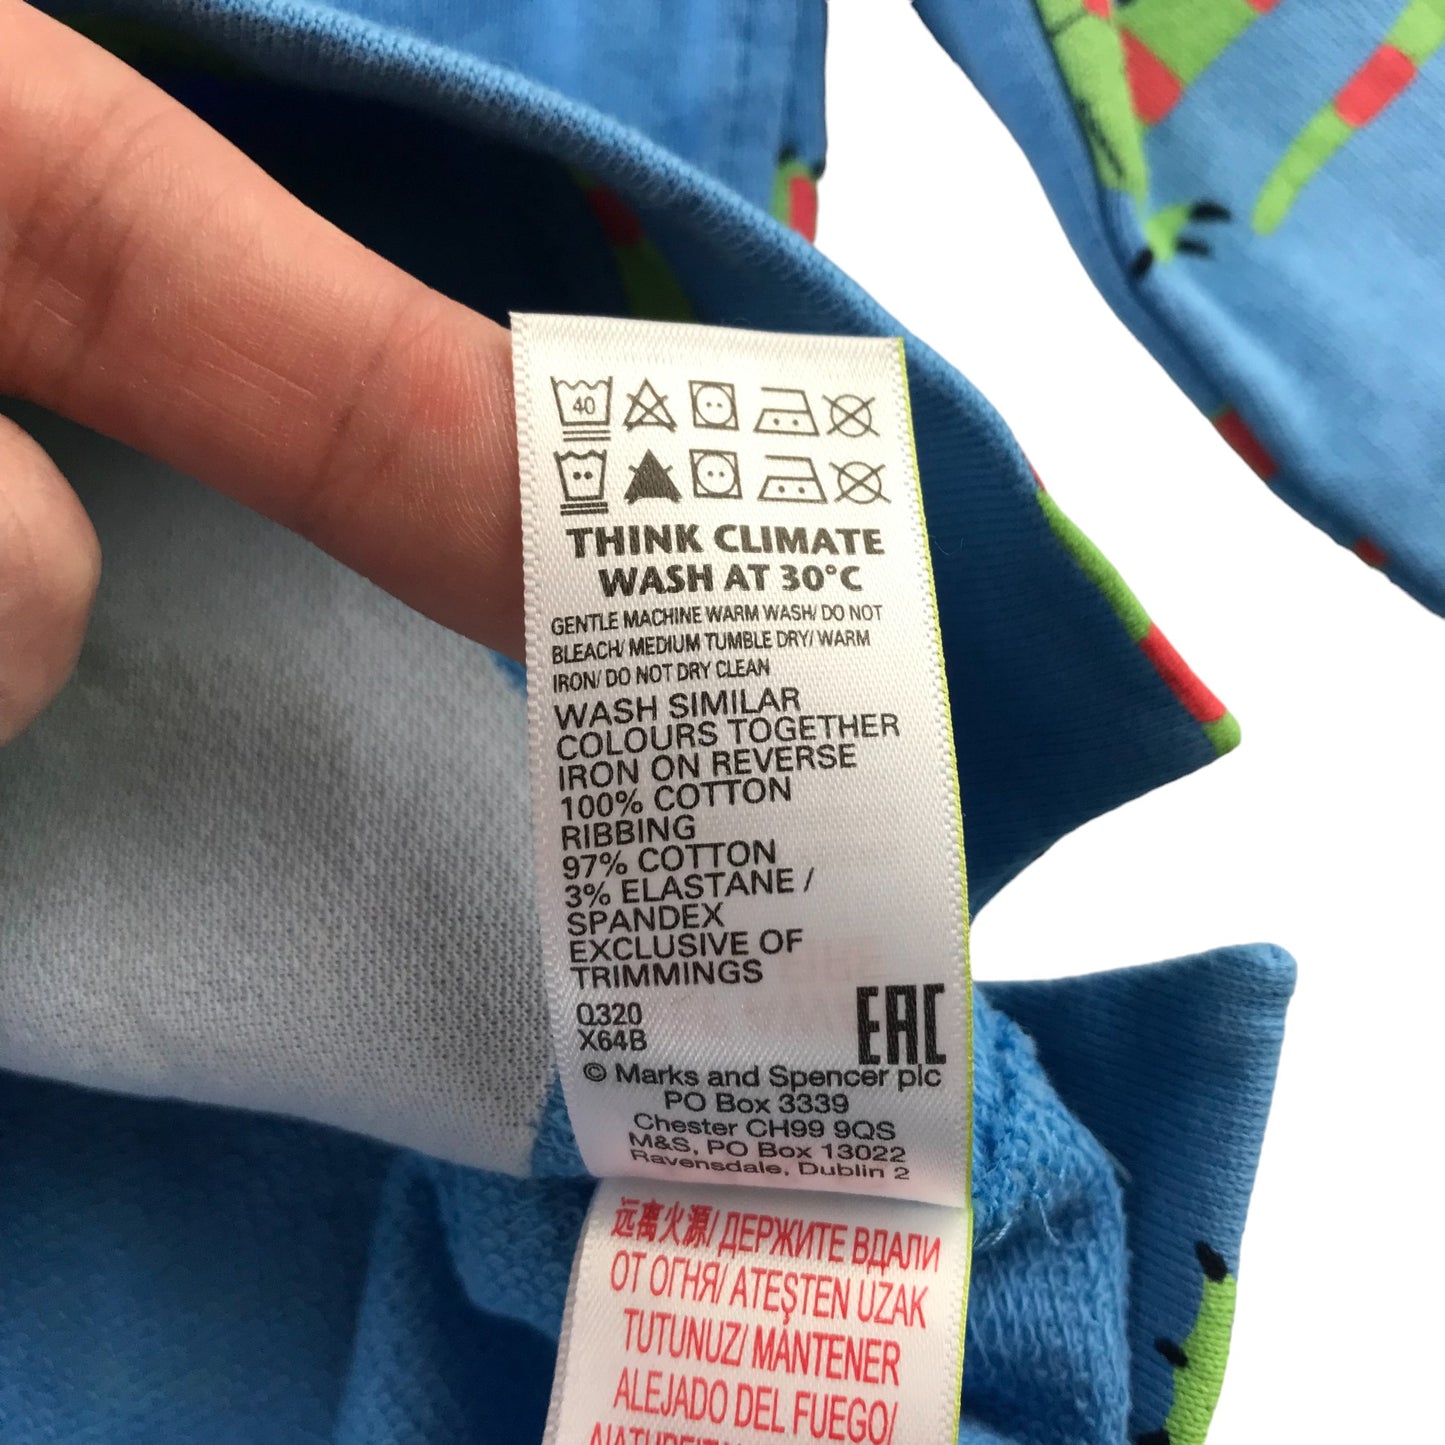 40
THINK CLIMATE
WASH AT 30°C
GENTLE MACHINE WARM WASH/ DO NOT
BLEACH/ MEDIUM TUMBLE DRY/ WARM
IRON/ DO NOT DRY CLEAN
WASH SIMILAR
COLOURS TOGETHER
IRON ON REVERSE
100% COTTON
RIBBING
97% COTTON
3% ELASTANE /
SPANDEX
EXCLUSIVE OF
TRIMMINGS
Q320
X64B
EAC
© Marks and Spencer plc
PO Box 3339
Chester CH99 9QS
M&S, PO Box 13022
Ravensdale, Dublin 2
远离火源/ ДЕРЖИТЕ ВДАЛИ
ОТ ОГНЯ/ ATEŞTEN UZAK
TUTUNUZ/ MANTENER
ALEJADO DEL FUEGO/